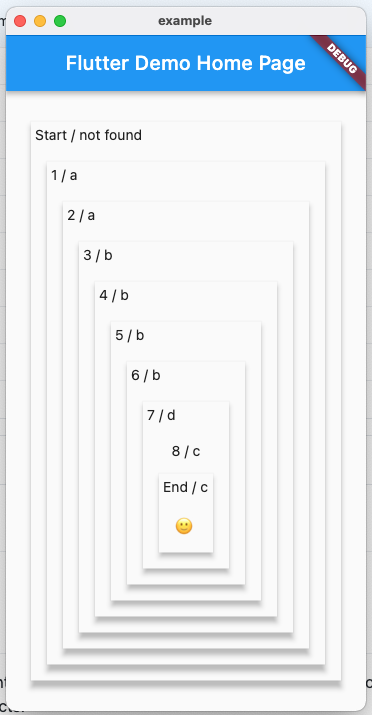 example
Flutter Demo Home Page
DEBUG
Start / not found
1 / a
2 / a
3 / b
4 / b
5 / b
6 / b
7 / d
8 / c
End / c
🙂